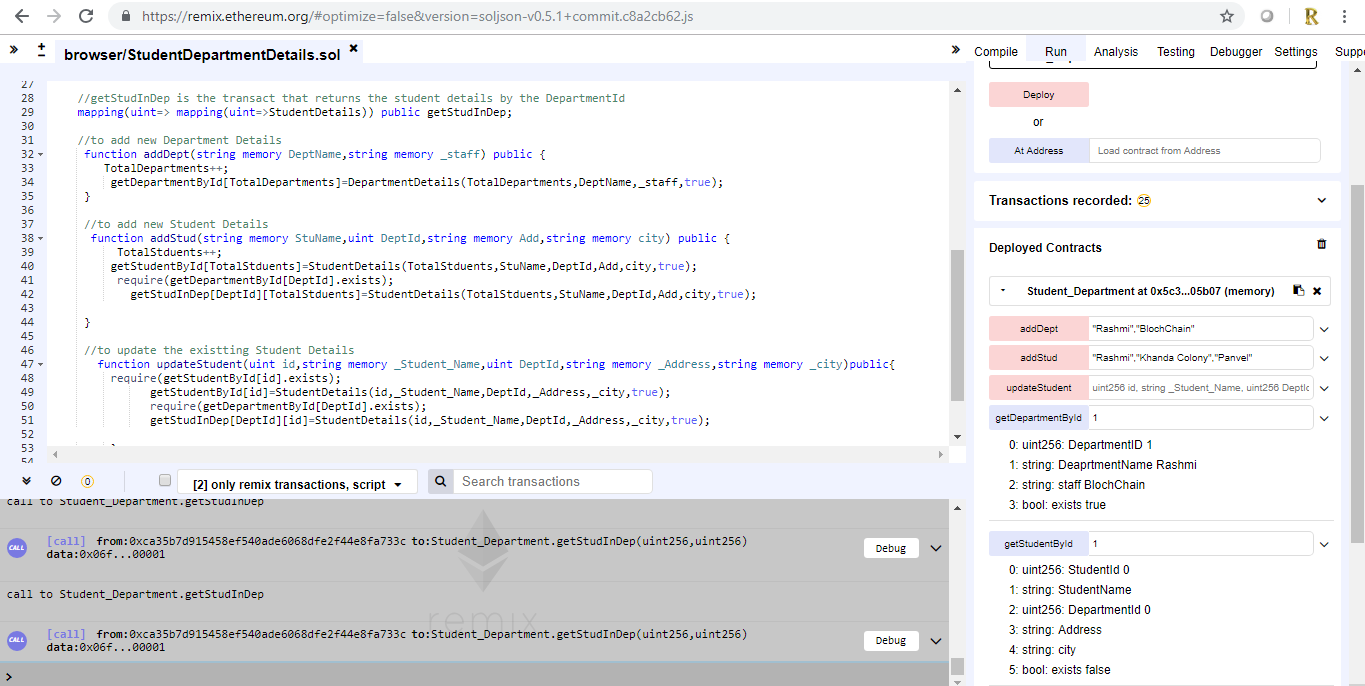 https://remix.ethereum.org/#optimize=false&version=soljson-v0.5.1+commit.c8a2cb62.js
browser/StudentDepartmentDetails.sol
27
28 //getStudInDep is the transact that returns the student details by the DepartmentId
29 mapping(uint=> mapping(uint=>StudentDetails)) public getStudInDep;
30
31 //to add new Department Details
32 function addDept(string memory DeptName,string memory _staff) public {
33 TotalDepartments++;
34 getDepartmentById[TotalDepartments]=DepartmentDetails(TotalDepartments,DeptName,_staff,true);
35 }
36
37 //to add new Student Details
38 function addStud(string memory StuName,uint DeptId,string memory Add,string memory city) public {
39 TotalStduents++;
40 getStudentById[TotalStduents]=StudentDetails(TotalStduents,StuName,DeptId,Add,city,true);
41 require(getDepartmentById[DeptId].exists);
42 getStudInDep[DeptId][TotalStduents]=StudentDetails(TotalStduents,StuName,DeptId,Add,city,true);
43
44 }
45
46 //to update the existting Student Details
47 function updateStudent(uint id,string memory _Student_Name,uint DeptId,string memory _Address,string memory _city)public{
48 require(getStudentById[id].exists);
49 getStudentById[id]=StudentDetails(id,_Student_Name,DeptId,_Address,_city,true);
50 require(getDepartmentById[DeptId].exists);
51 getStudInDep[DeptId][id]=StudentDetails(id,_Student_Name,DeptId,_Address,_city,true);
52
53
54
0
[2] only remix transactions, script
Search transactions
call to Student_Department.getStudInDep
CALL
[call] from:0xca35b7d915458ef540ade6068dfe2f44e8fa733c to:Student_Department.getStudInDep(uint256,uint256)
data:0x06f...00001
Debug
call to Student_Department.getStudInDep
CALL
[call] from:0xca35b7d915458ef540ade6068dfe2f44e8fa733c to:Student_Department.getStudInDep(uint256,uint256)
data:0x06f...00001
Debug
remix
>
Compile Run Analysis Testing Debugger Settings Suppo
Deploy
or
At Address Load contract from Address
Transactions recorded: 25
Deployed Contracts
Student_Department at 0x5c3...05b07 (memory)
addDept "Rashmi","BlochChain"
addStud "Rashmi","Khanda Colony","Panvel"
updateStudent uint256 id, string _Student_Name, uint256 DeptId
getDepartmentById 1
0: uint256: DepartmentID 1
1: string: DeaprtmentName Rashmi
2: string: staff BlochChain
3: bool: exists true
getStudentById 1
0: uint256: StudentId 0
1: string: StudentName
2: uint256: DepartmentId 0
3: string: Address
4: string: city
5: bool: exists false